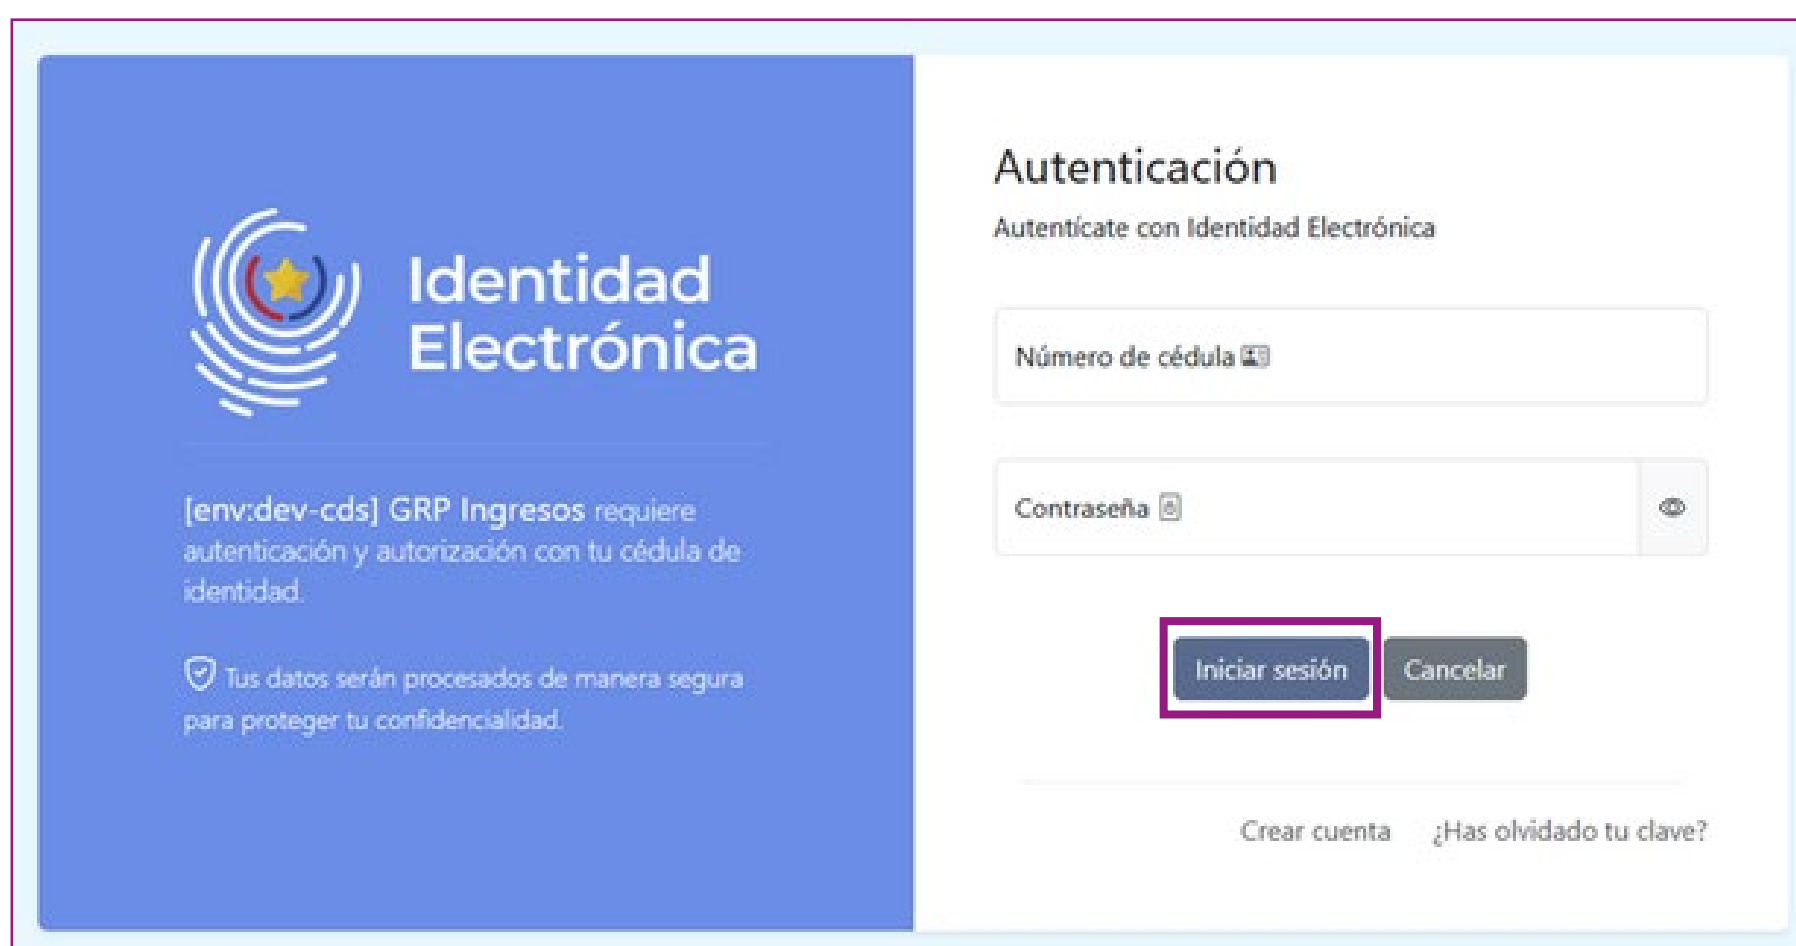 Identidad
Electrónica
[env:dev-cds] GRP Ingresos requiere
autenticación y autorización con tu cédula de
identidad.
Tus datos serán procesados de manera segura
para proteger tu confidencialidad.
Autenticación
Autentícate con Identidad Electrónica
Número de cédula
Contraseña
Iniciar sesión Cancelar
Crear cuenta ¿Has olvidado tu clave?